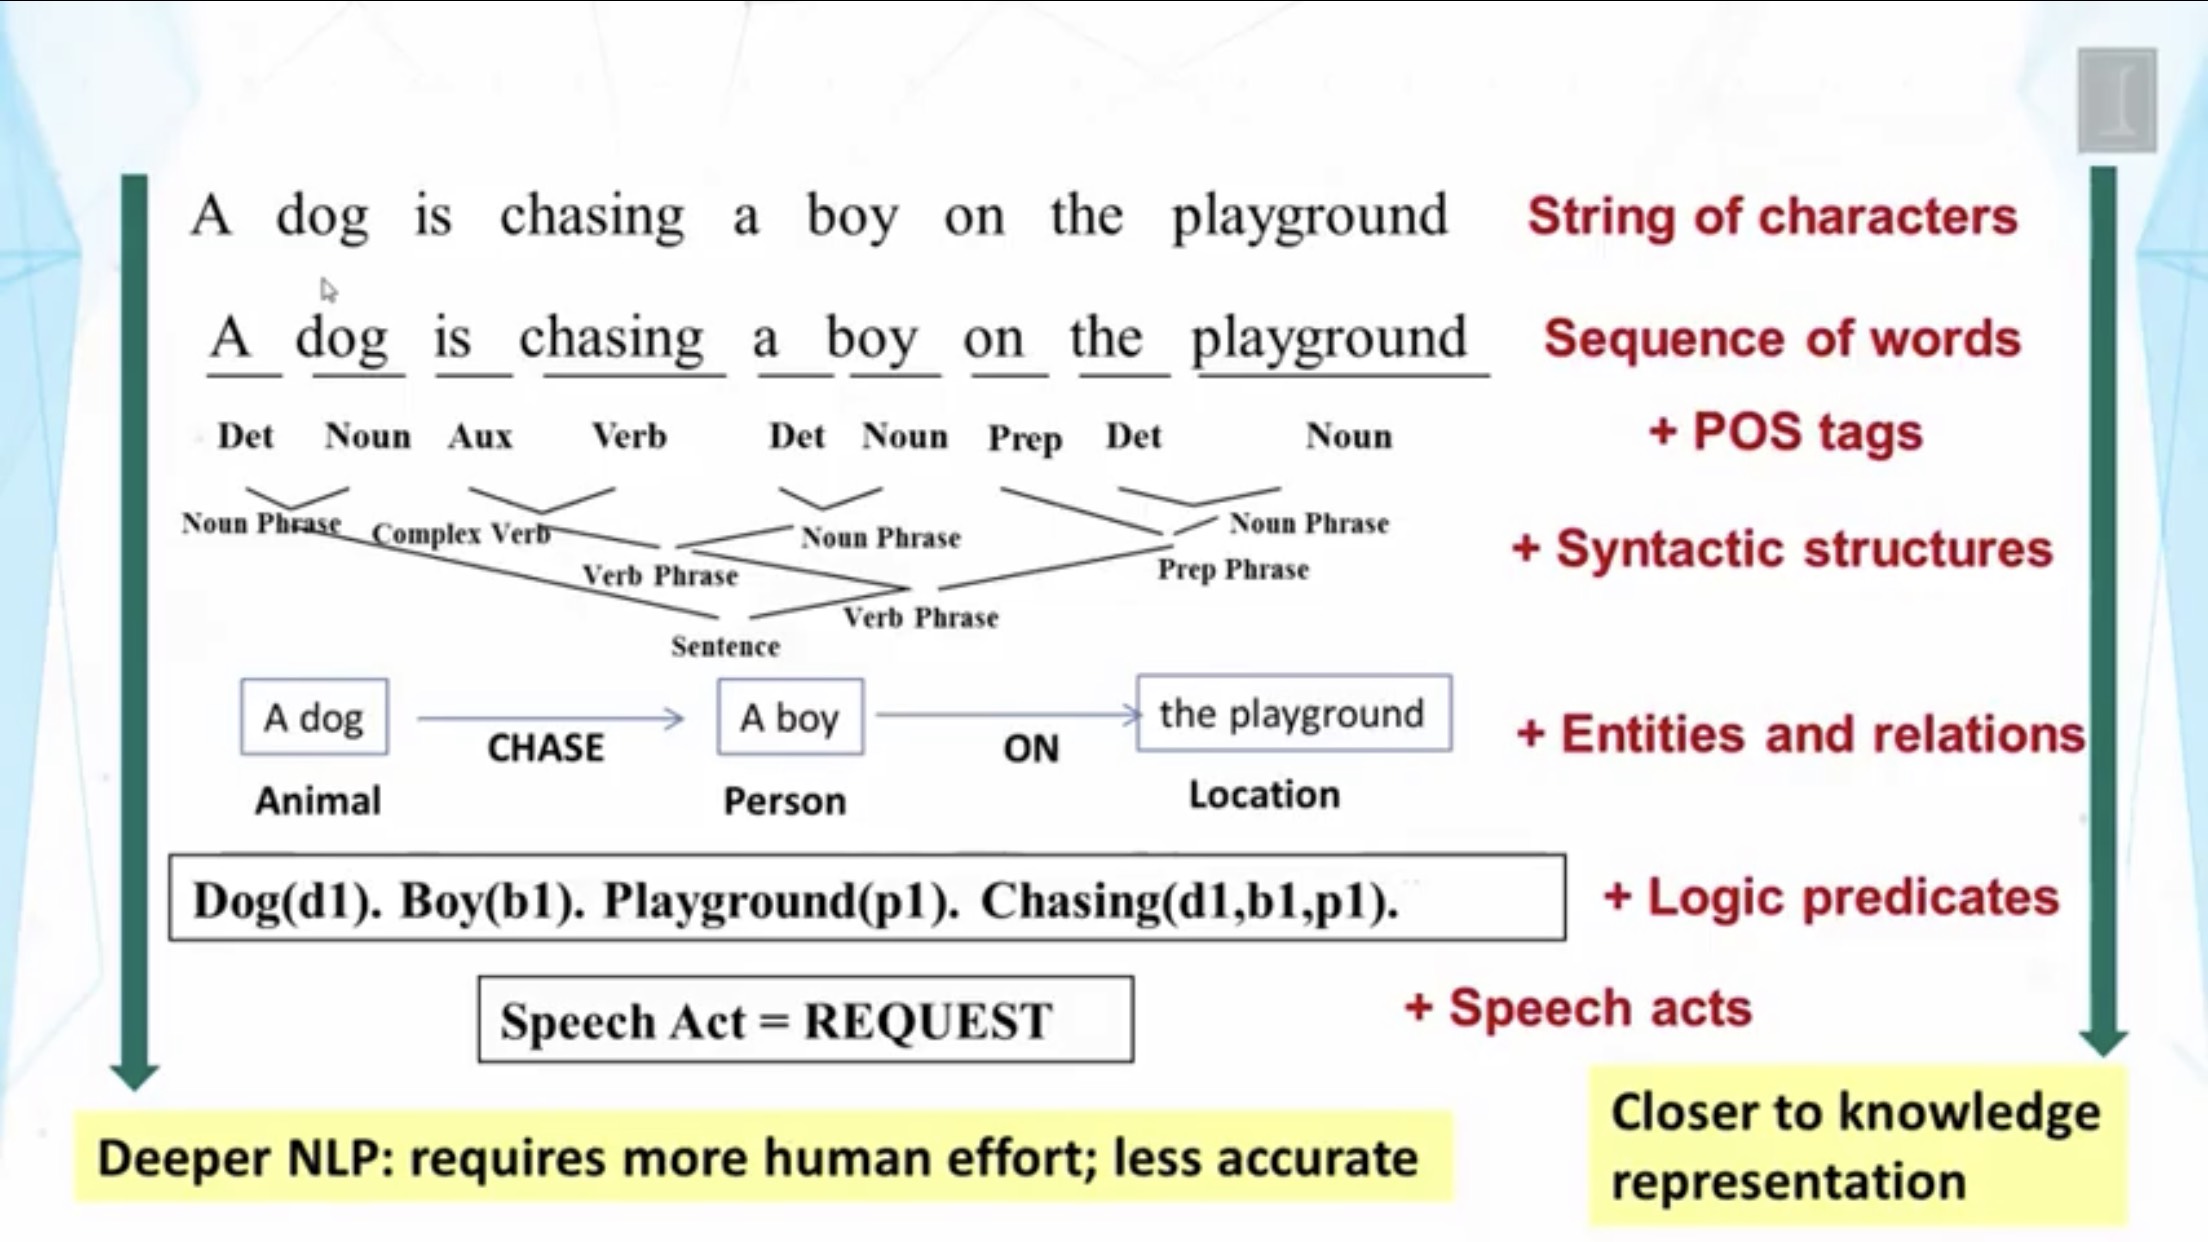 A dog is chasing a boy on the playground
String of characters
A dog is chasing a boy on the playground
Sequence of words
Det Noun Aux Verb Det Noun Prep Det Noun
+ POS tags
Noun Phrase Complex Verb Noun Phrase Noun Phrase
+ Syntactic structures
Verb Phrase Prep Phrase
Verb Phrase
Sentence
A dog CHASE A boy ON the playground
+ Entities and relations
Animal Person Location
Dog(d1). Boy(b1). Playground(p1). Chasing(d1,b1,p1).
+ Logic predicates
Speech Act = REQUEST
+ Speech acts
Deeper NLP: requires more human effort; less accurate
Closer to knowledge
representation